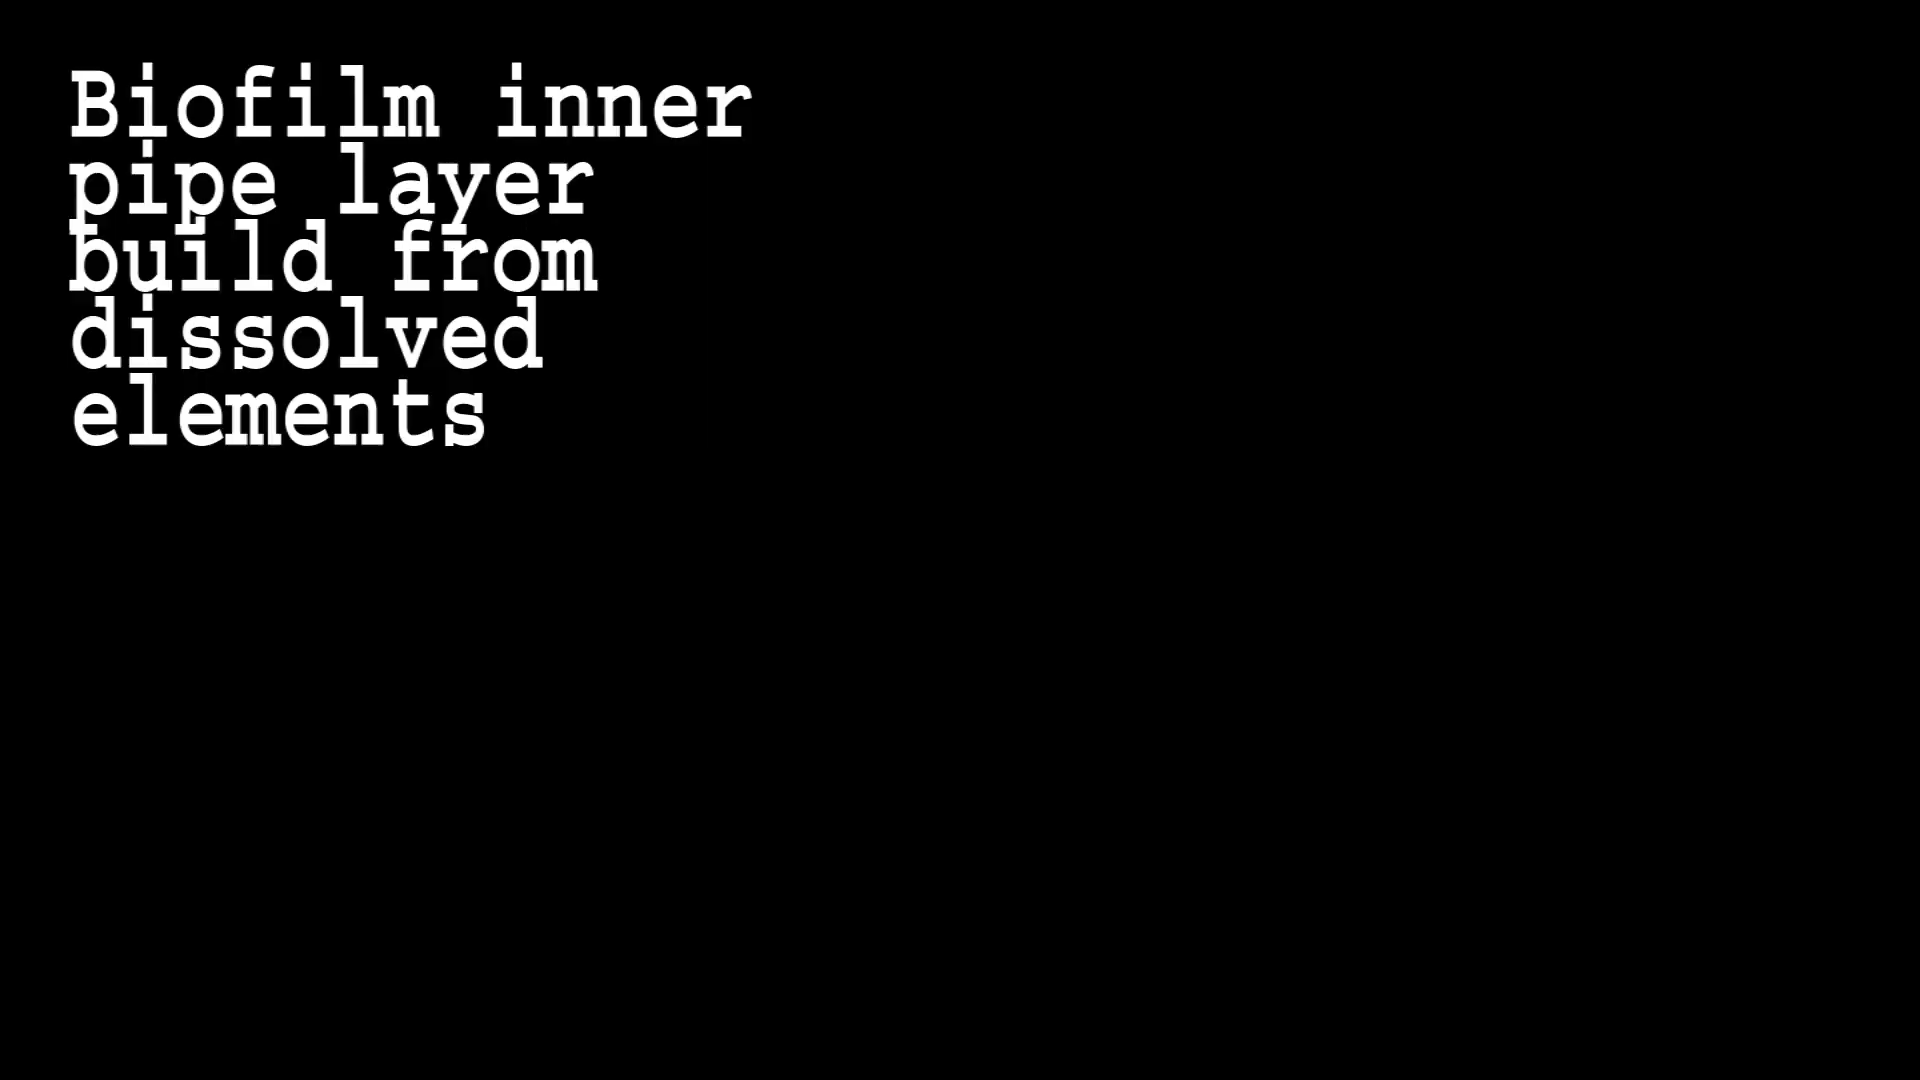 Biofilm inner
pipe layer
build from
dissolved
elements